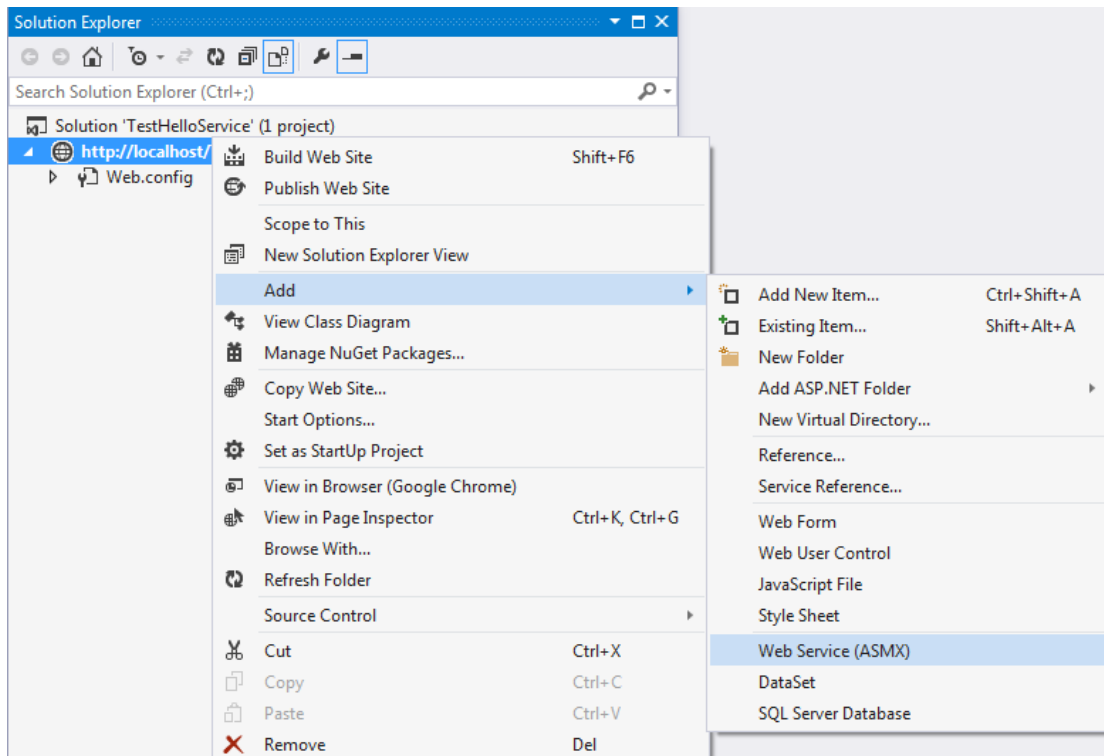 Solution Explorer
Search Solution Explorer (Ctrl+;)
Solution 'TestHelloService' (1 project)
http://localhost/
Web.config
Build Web Site Shift+F6
Publish Web Site
Scope to This
New Solution Explorer View
Add
View Class Diagram
Manage NuGet Packages...
Copy Web Site...
Start Options...
Set as StartUp Project
View in Browser (Google Chrome)
View in Page Inspector Ctrl+K, Ctrl+G
Browse With...
Refresh Folder
Source Control
Cut Ctrl+X
Copy Ctrl+C
Paste Ctrl+V
Remove Del
Add New Item... Ctrl+Shift+A
Existing Item... Shift+Alt+A
New Folder
Add ASP.NET Folder
New Virtual Directory...
Reference...
Service Reference...
Web Form
Web User Control
JavaScript File
Style Sheet
Web Service (ASMX)
DataSet
SQL Server Database